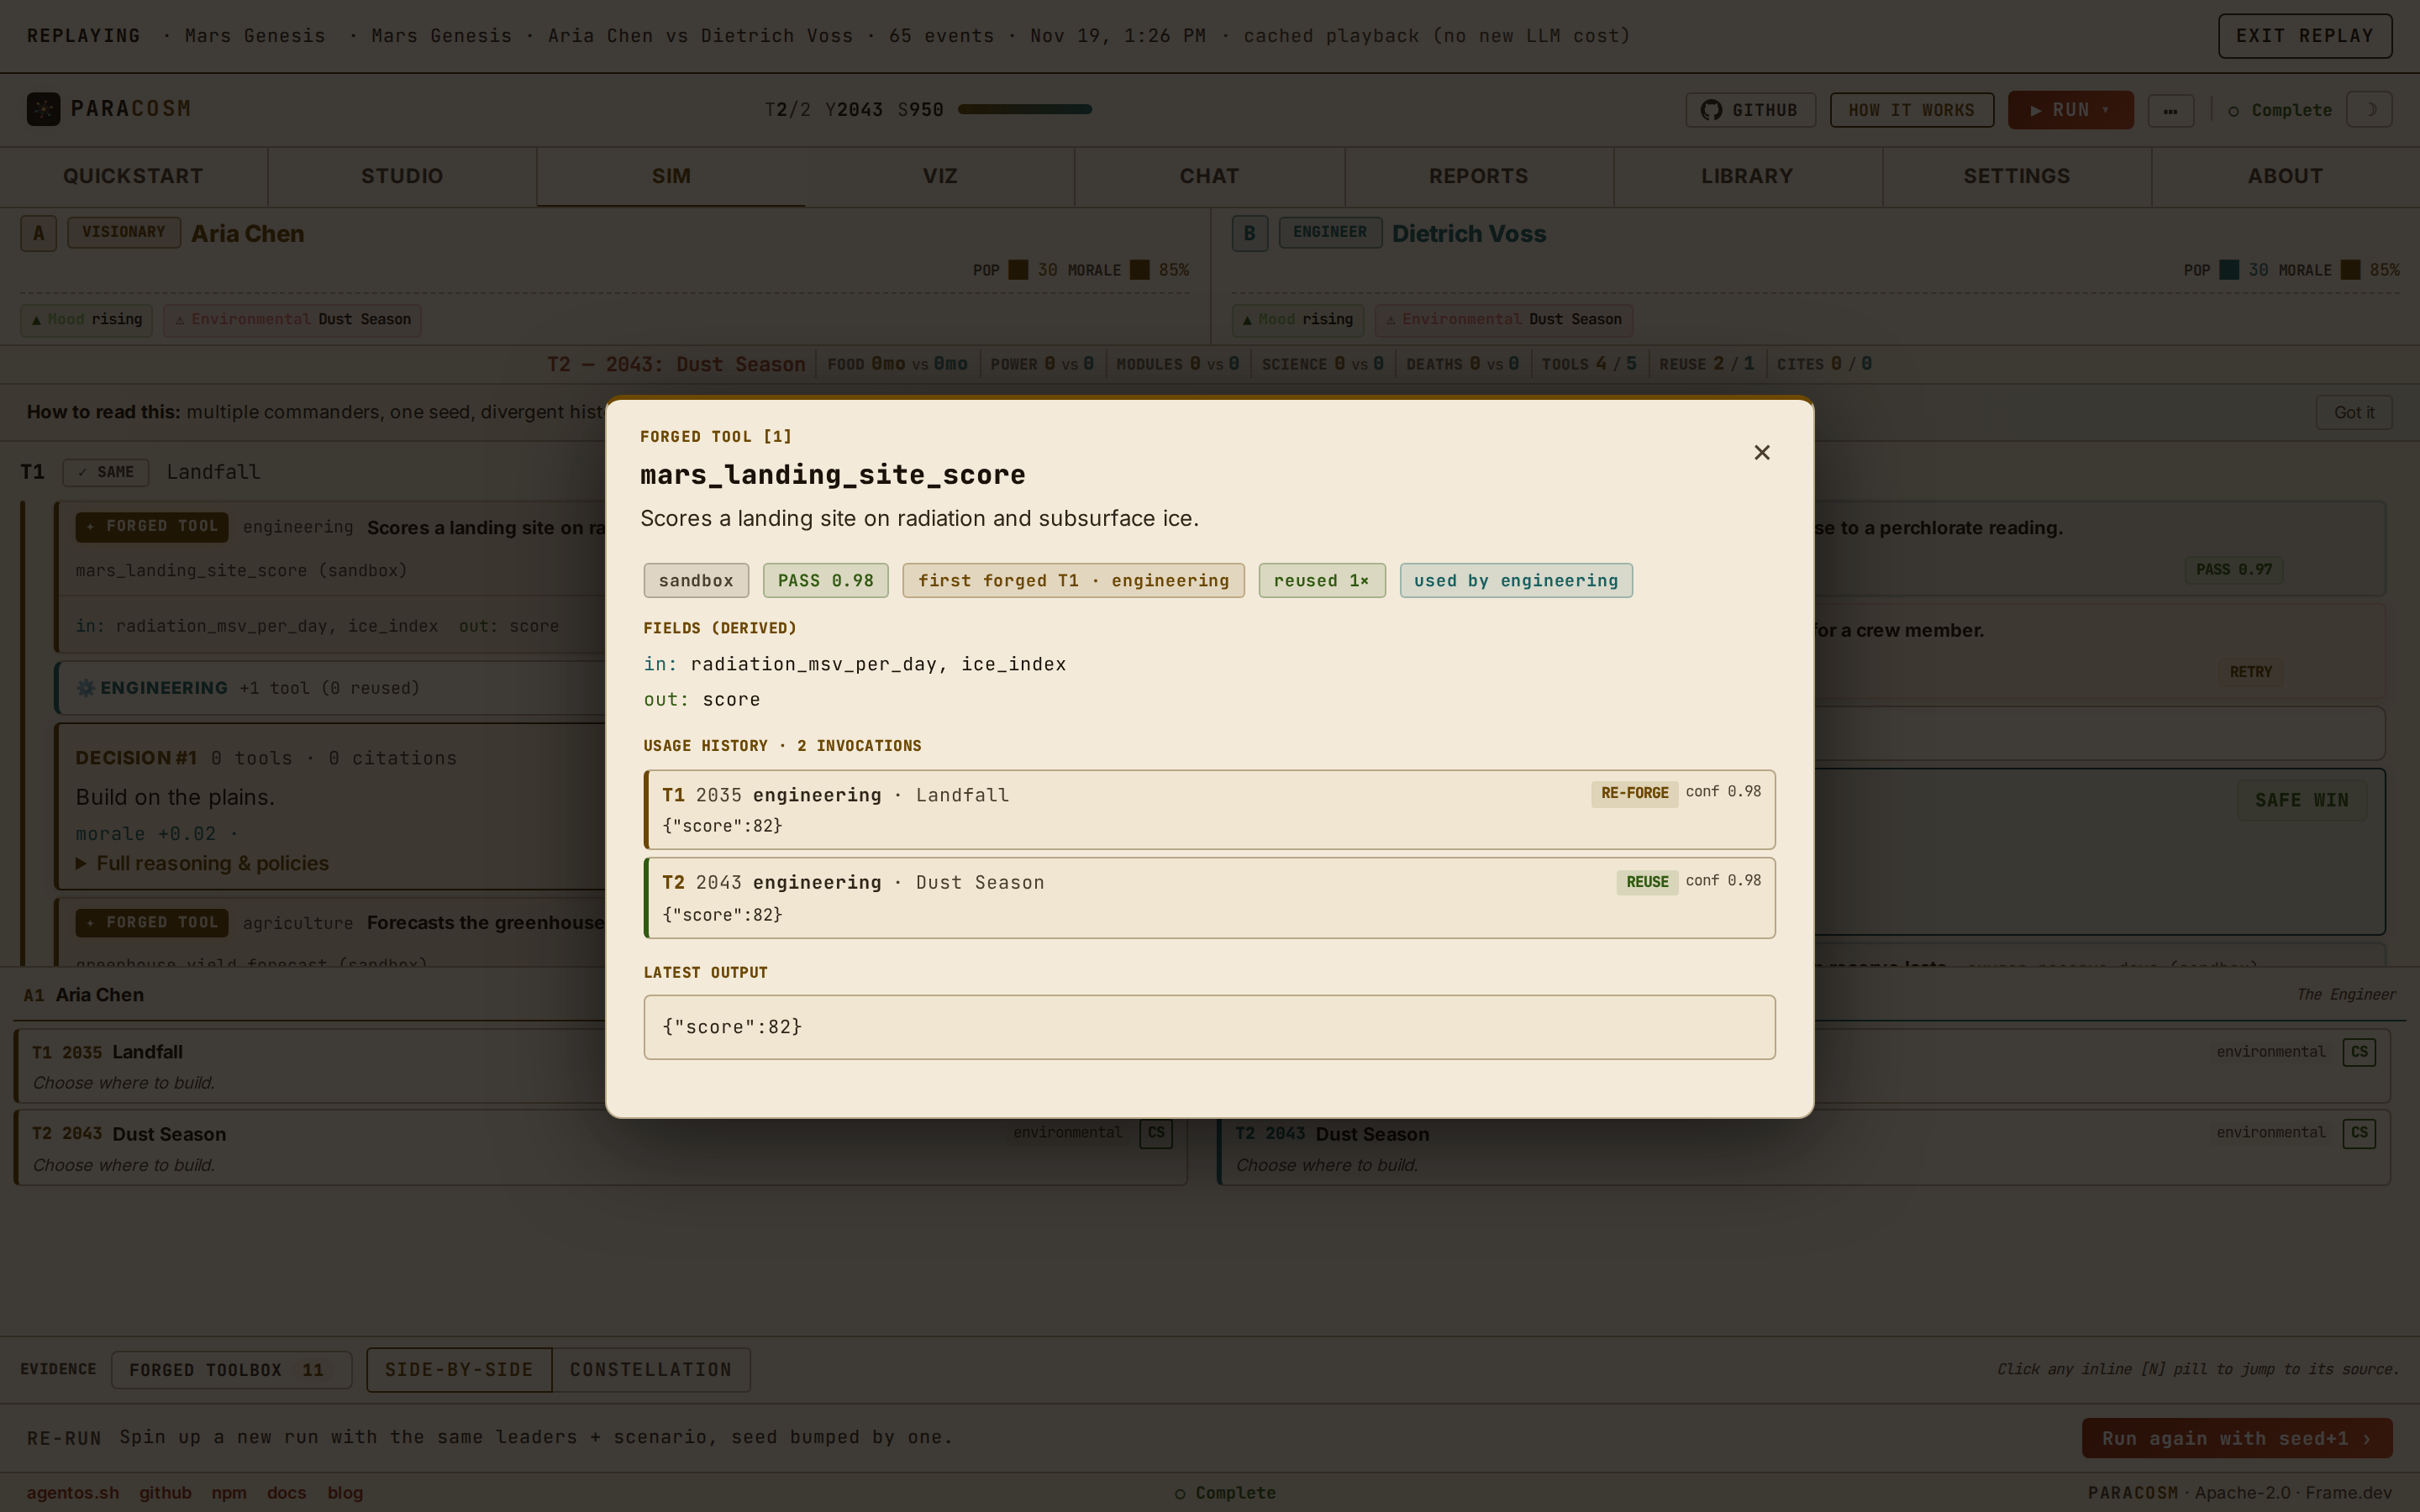 REPLAYING · Mars Genesis · Mars Genesis · Aria Chen vs Dietrich Voss · 65 events · Nov 19, 1:26 PM · cached playback (no new LLM cost)
EXIT REPLAY
PARACOSM
T2/2 Y2043 S950
GITHUB
HOW IT WORKS
▶ RUN ▾
⋯
○ Complete
QUICKSTART
STUDIO
SIM
VIZ
CHAT
REPORTS
LIBRARY
SETTINGS
ABOUT
A VISIONARY Aria Chen
POP 30 MORALE 85%
▲ Mood rising
⚠ Environmental Dust Season
B ENGINEER Dietrich Voss
POP 30 MORALE 85%
▲ Mood rising
⚠ Environmental Dust Season
T2 — 2043: Dust Season
FOOD 0mo vs 0mo
POWER 0 vs 0
MODULES 0 vs 0
SCIENCE 0 vs 0
DEATHS 0 vs 0
TOOLS 4 / 5
REUSE 2 / 1
CITES 0 / 0
How to read this: multiple commanders, one seed, divergent hist
Got it
T1 ✓ SAME Landfall
✦ FORGED TOOL engineering Scores a landing site on ra
mars_landing_site_score (sandbox)
in: radiation_msv_per_day, ice_index out: score
ENGINEERING +1 tool (0 reused)
DECISION #1 0 tools · 0 citations
Build on the plains.
morale +0.02 ·
▶ Full reasoning & policies
✦ FORGED TOOL agriculture Forecasts the greenhouse
greenhouse_yield_forecast (sandbox)
se to a perchlorate reading.
PASS 0.97
for a crew member.
RETRY
SAFE WIN
FORGED TOOL [1]
✕
mars_landing_site_score
Scores a landing site on radiation and subsurface ice.
sandbox
PASS 0.98
first forged T1 · engineering
reused 1×
used by engineering
FIELDS (DERIVED)
in: radiation_msv_per_day, ice_index
out: score
USAGE HISTORY · 2 INVOCATIONS
T1 2035 engineering · Landfall
RE-FORGE conf 0.98
{"score":82}
T2 2043 engineering · Dust Season
REUSE conf 0.98
{"score":82}
LATEST OUTPUT
{"score":82}
A1 Aria Chen
The Engineer
T1 2035 Landfall
Choose where to build.
environmental CS
T2 2043 Dust Season
environmental CS
Choose where to build.
T2 2043 Dust Season
environmental CS
Choose where to build.
EVIDENCE
FORGED TOOLBOX 11
SIDE-BY-SIDE
CONSTELLATION
Click any inline [N] pill to jump to its source.
RE-RUN Spin up a new run with the same leaders + scenario, seed bumped by one.
Run again with seed+1 ›
agentos.sh github npm docs blog
○ Complete
PARACOSM · Apache-2.0 · Frame.dev